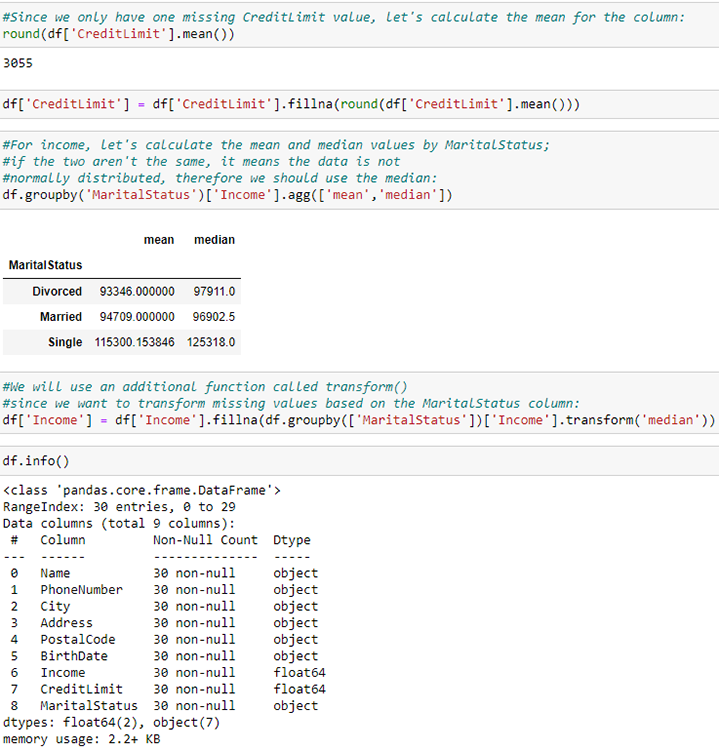 #Since we only have one missing CreditLimit value, let's calculate the mean for the column:
round(df['CreditLimit'].mean())
3055
df['CreditLimit'] = df['CreditLimit'].fillna(round(df['CreditLimit'].mean()))
#For income, let's calculate the mean and median values by MaritalStatus;
#if the two aren't the same, it means the data is not
#normally distributed, therefore we should use the median:
df.groupby('MaritalStatus')['Income'].agg(['mean','median'])
mean median
MaritalStatus
Divorced 93346.000000 97911.0
Married 94709.000000 96902.5
Single 115300.153846 125318.0
#We will use an additional function called transform()
#since we want to transform missing values based on the MaritalStatus column:
df['Income'] = df['Income'].fillna(df.groupby(['MaritalStatus'])['Income'].transform('median'))
df.info()
<class 'pandas.core.frame.DataFrame'>
RangeIndex: 30 entries, 0 to 29
Data columns (total 9 columns):
# Column Non-Null Count Dtype
--- ------ -------------- -----
0 Name 30 non-null object
1 PhoneNumber 30 non-null object
2 City 30 non-null object
3 Address 30 non-null object
4 PostalCode 30 non-null object
5 BirthDate 30 non-null object
6 Income 30 non-null float64
7 CreditLimit 30 non-null float64
8 MaritalStatus 30 non-null object
dtypes: float64(2), object(7)
memory usage: 2.2+ KB